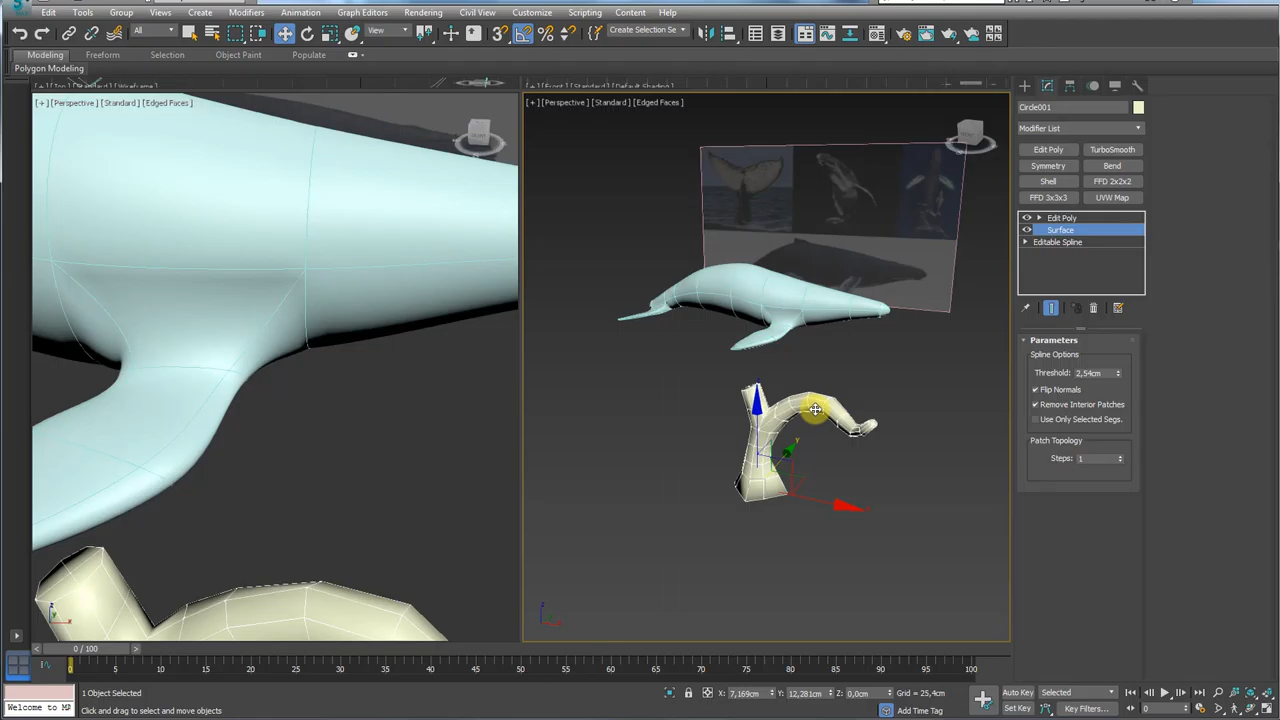 Edit Tools Group Views Create Modifiers Animation Graph Editors Rendering Civil View Customize Scripting Content Help
All View Create Selection Se
Modeling Freeform Selection Object Paint Populate
Polygon Modeling
[+] [Perspective] [Standard] [Edged Faces]
[+] [Perspective] [Standard] [Edged Faces]
Circle001
Modifier List
Edit Poly TurboSmooth
Symmetry Bend
Shell FFD 2x2x2
FFD 3x3x3 UVW Map
Edit Poly
Surface
Editable Spline
Parameters
Spline Options
Threshold: 2,54cm
Flip Normals
Remove Interior Patches
Use Only Selected Segs.
Patch Topology
Steps: 1
0 / 100
0 5 10 15 20 25 30 35 40 45 50 55 60 65 70 75 80 85 90 95 100
1 Object Selected X: 7,169cm Y: 12,281cm Z: 0,0cm Grid = 25,4cm Auto Key Selected
Welcome to MA Click and drag to select and move objects Add Time Tag Set Key Key Filters... 0